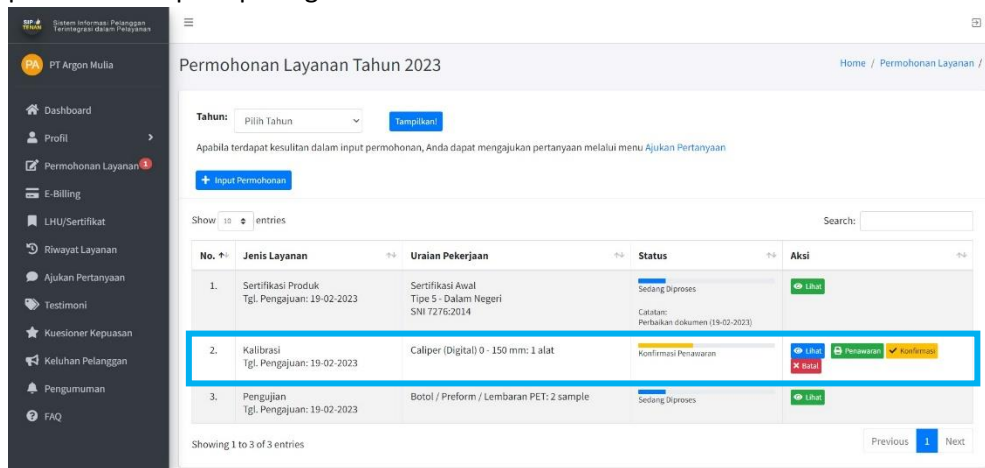 SIP TENAN
Sistem Informasi Pelanggan
Terintegrasi dalam Pelayanan
PA PT Argon Mulia
Dashboard
Profil
Permohonan Layanan 1
E-Billing
LHU/Sertifikat
Riwayat Layanan
Ajukan Pertanyaan
Testimoni
Kuesioner Kepuasan
Keluhan Pelanggan
Pengumuman
FAQ
Permohonan Layanan Tahun 2023
Home / Permohonan Layanan /
Tahun: Pilih Tahun Tampilkan!
Apabila terdapat kesulitan dalam input permohonan, Anda dapat mengajukan pertanyaan melalui menu Ajukan Pertanyaan
+ Input Permohonan
Show 10 entries
Search:
No. Jenis Layanan Uraian Pekerjaan Status Aksi
1. Sertifikasi Produk
Tgl. Pengajuan: 19-02-2023
Sertifikasi Awal
Tipe 5 - Dalam Negeri
SNI 7276:2014
Sedang Diproses
Catatan:
Perbaikan dokumen (19-02-2023)
Lihat
2. Kalibrasi
Tgl. Pengajuan: 19-02-2023
Caliper (Digital) 0 - 150 mm: 1 alat
Konfirmasi Penawaran
Lihat Penawaran Konfirmasi
Batal
3. Pengujian
Tgl. Pengajuan: 19-02-2023
Botol / Preform / Lembaran PET: 2 sample
Sedang Diproses
Lihat
Showing 1 to 3 of 3 entries
Previous 1 Next